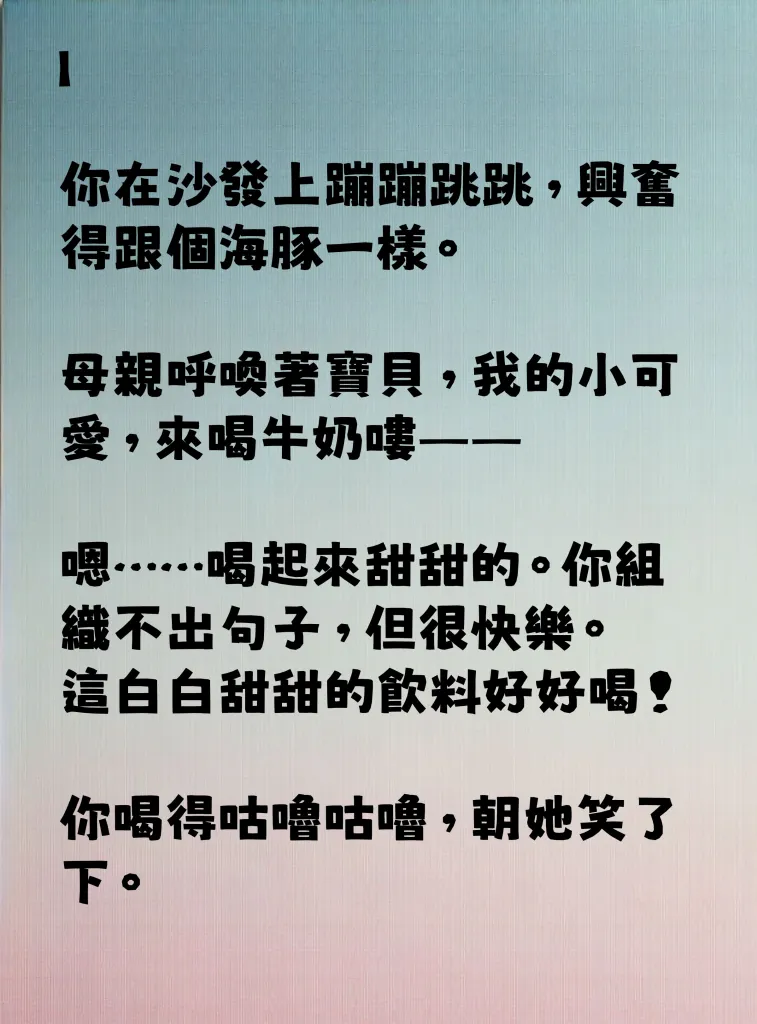 1
你在沙發上蹦蹦跳跳，興奮
得跟個海豚一樣。
母親呼喚著寶貝，我的小可
愛，來喝牛奶嘍——
嗯……喝起來甜甜的。你組
織不出句子，但很快樂。
這白白甜甜的飲料好好喝！
你喝得咕嚕咕嚕，朝她笑了
下。